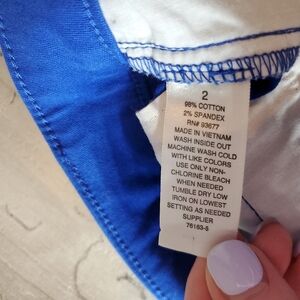 2
98% COTTON
2% SPANDEX
RN# 93677
MADE IN VIETNAM
WASH INSIDE OUT
MACHINE WASH COLD
WITH LIKE COLORS
USE ONLY NON-
CHLORINE BLEACH
WHEN NEEDED
TUMBLE DRY LOW
IRON ON LOWEST
SETTING AS NEEDED
SUPPLIER
76163-5